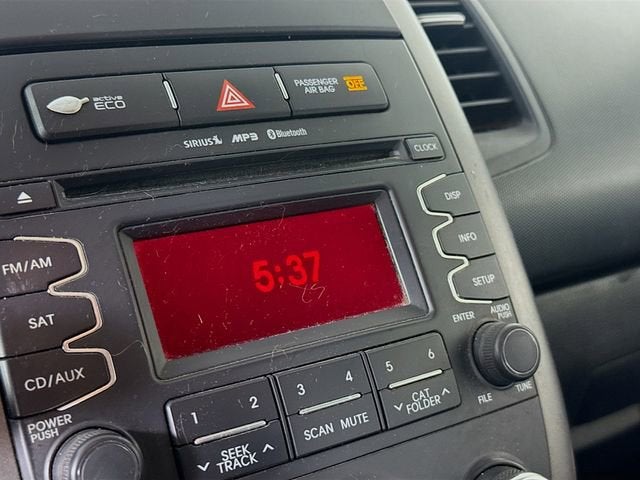 active
ECO
PASSENGER
AIR BAG OFF
SIRIUS MP3 Bluetooth
CLOCK
DISP
FM/AM
INFO
5:37
SETUP
SAT
ENTER AUDIO
PUSH
CD/AUX
1 2 3 4 5 6
POWER
PUSH
SEEK
TRACK
SCAN MUTE
CAT
FOLDER
FILE TUNE